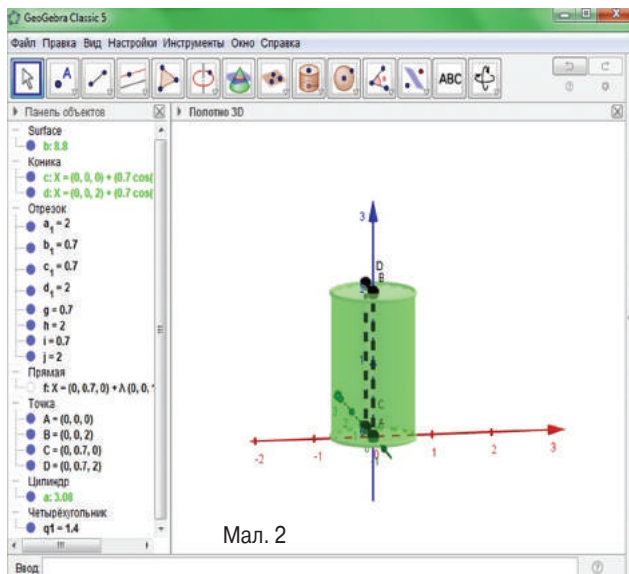 GeoGebra Classic 5
Файл Правка Вид Настройки Инструменты Окно Справка
A
ABC
Панель объектов
Полотно 3D
Surface
b: 8.8
Коника
c: X = (0, 0, 0) + (0.7 cos(
d: X = (0, 0, 2) + (0.7 cos(
Отрезок
a₁ = 2
b₁ = 0.7
c₁ = 0.7
d₁ = 2
g = 0.7
h = 2
i = 0.7
j = 2
Прямая
f: X = (0, 0.7, 0) + λ (0, 0,
Точка
A = (0, 0, 0)
B = (0, 0, 2)
C = (0, 0.7, 0)
D = (0, 0.7, 2)
Цилиндр
a: 3.08
Четырёхугольник
q1 = 1.4
3
D
B
2
1
C
A
-2 -1 0 1 2 3
Мал. 2
Ввод